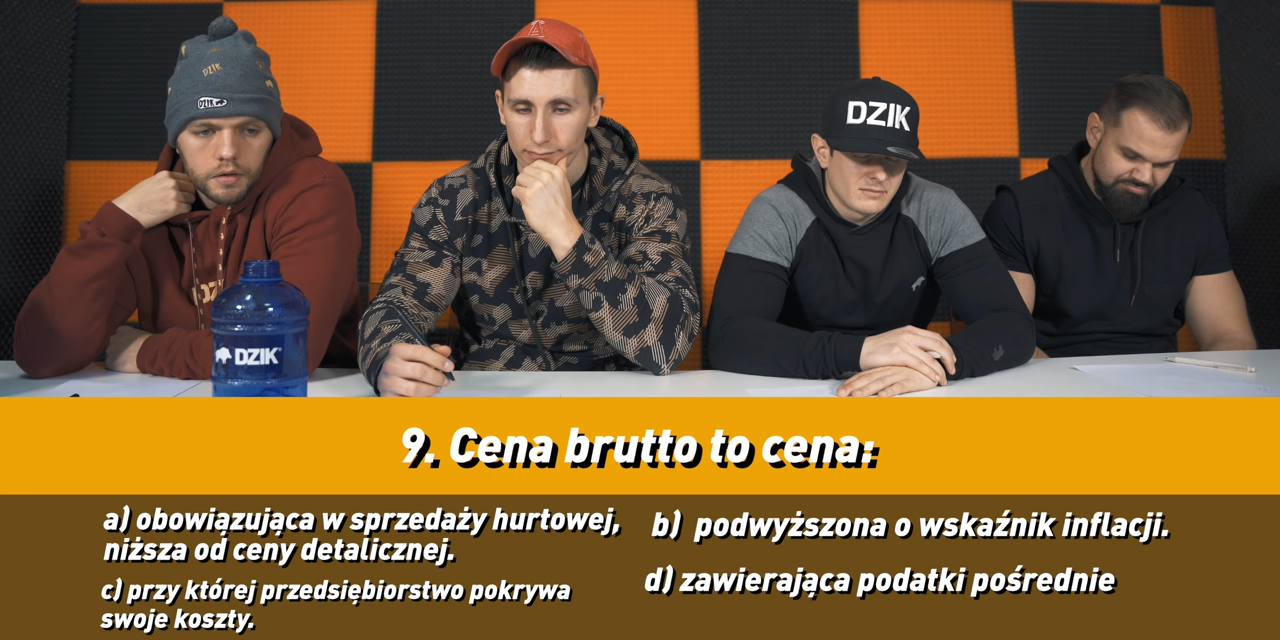 DZIK
DZIK
A
DZIK
DZIK
9. Cena brutto to cena:
a) obowiązująca w sprzedaży hurtowej,
niższa od ceny detalicznej.
b) podwyższona o wskaźnik inflacji.
c) przy której przedsiębiorstwo pokrywa
swoje koszty.
d) zawierająca podatki pośrednie